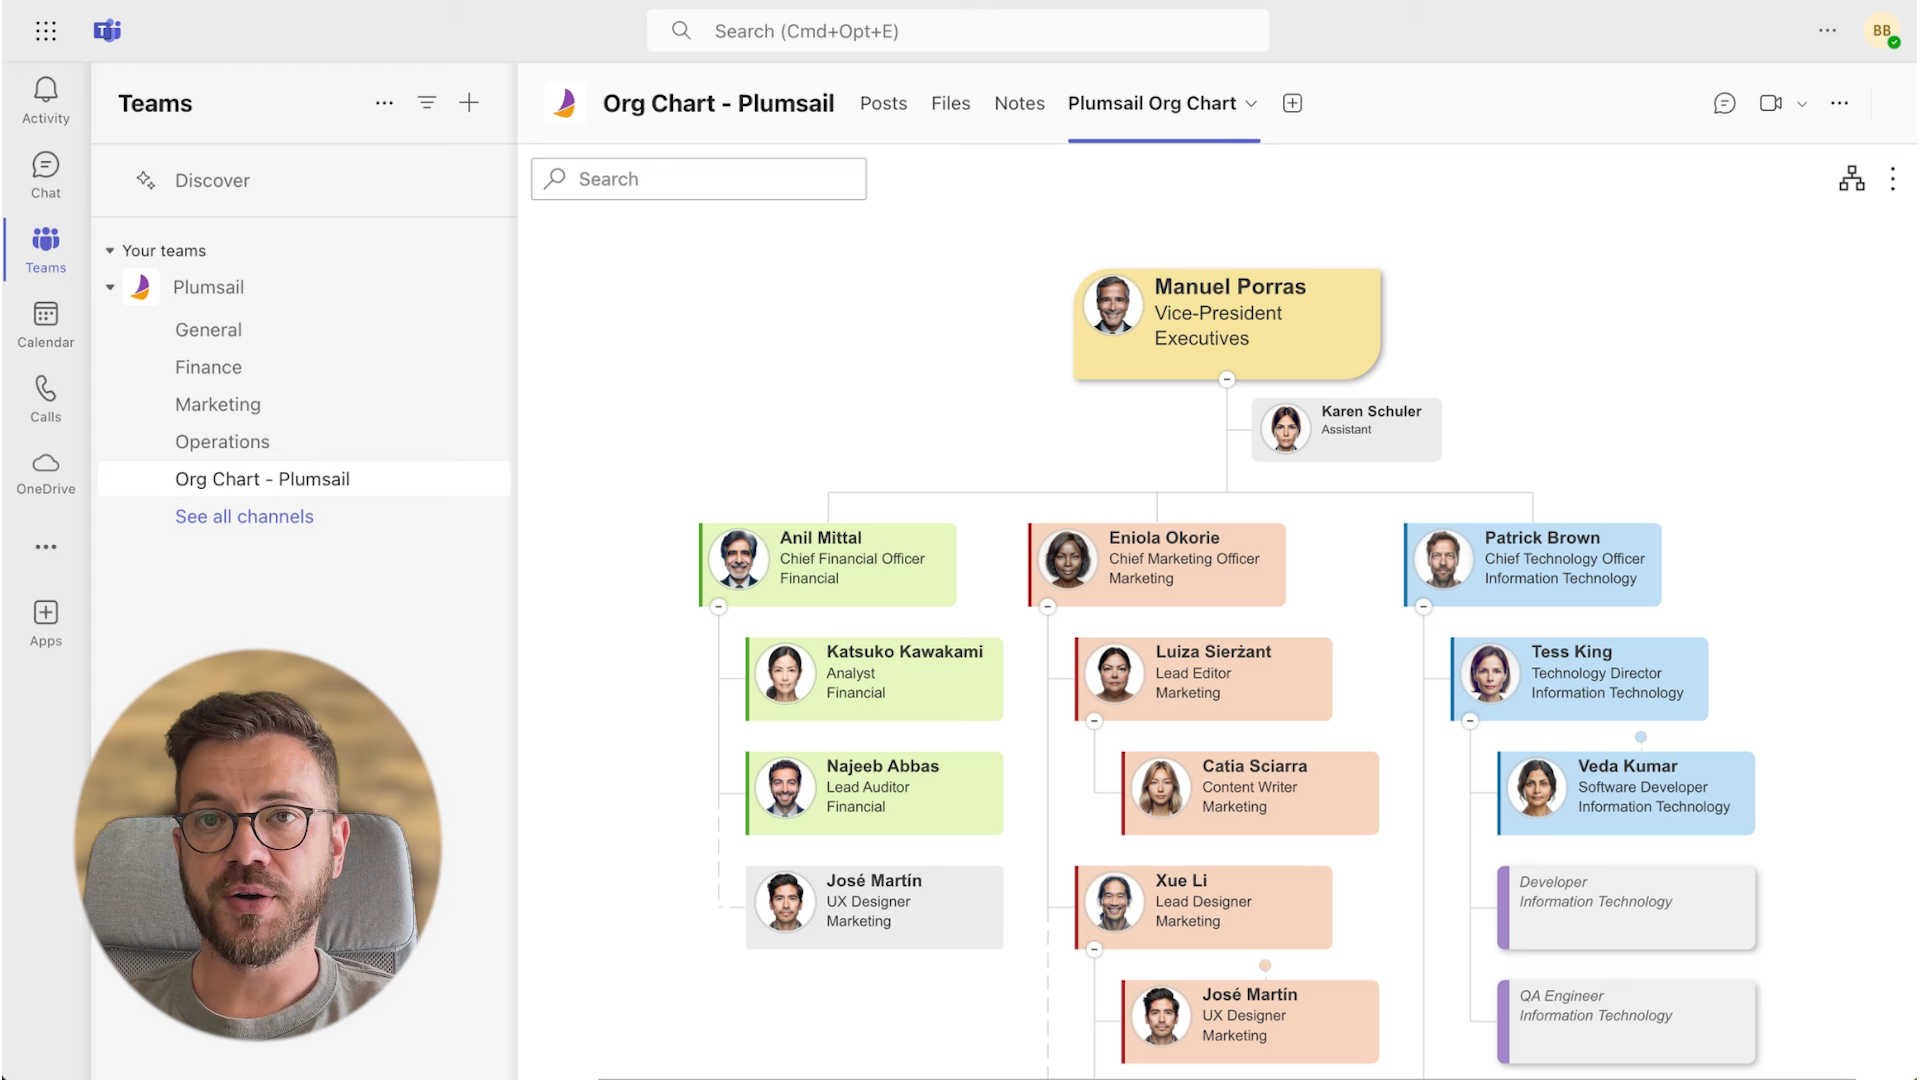 Search (Cmd+Opt+E)
BB
Activity
Chat
Teams
Calendar
Calls
OneDrive
Apps
Teams
Discover
Your teams
Plumsail
General
Finance
Marketing
Operations
Org Chart - Plumsail
See all channels
Org Chart - Plumsail
Posts
Files
Notes
Plumsail Org Chart
Search
Manuel Porras
Vice-President
Executives
Karen Schuler
Assistant
Anil Mittal
Chief Financial Officer
Financial
Eniola Okorie
Chief Marketing Officer
Marketing
Patrick Brown
Chief Technology Officer
Information Technology
Katsuko Kawakami
Analyst
Financial
Luiza Sierżant
Lead Editor
Marketing
Tess King
Technology Director
Information Technology
Najeeb Abbas
Lead Auditor
Financial
Catia Sciarra
Content Writer
Marketing
Veda Kumar
Software Developer
Information Technology
José Martín
UX Designer
Marketing
Xue Li
Lead Designer
Marketing
Developer
Information Technology
José Martín
UX Designer
Marketing
QA Engineer
Information Technology